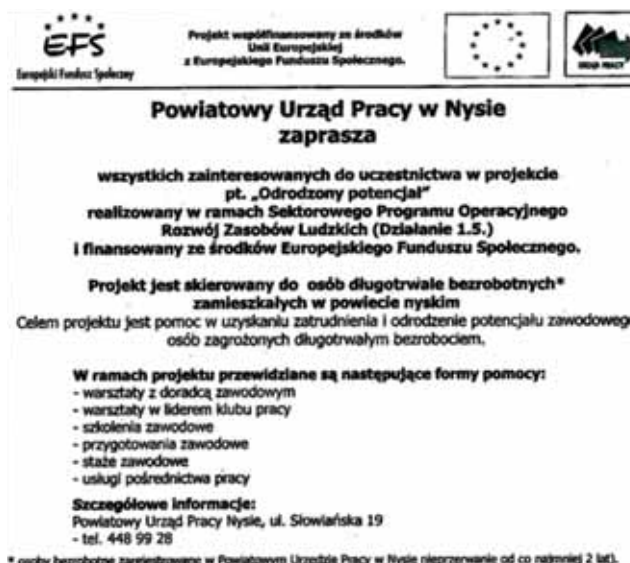 EFS
Europejski Fundusz Społeczny
Projekt współfinansowany ze środków
Unii Europejskiej
z Europejskiego Funduszu Społecznego.
URZĄD PRACY
Powiatowy Urząd Pracy w Nysie
zaprasza
wszystkich zainteresowanych do uczestnictwa w projekcie
pt. „Odrodzony potencjał”
realizowany w ramach Sektorowego Programu Operacyjnego
Rozwój Zasobów Ludzkich (Działanie 1.5.)
i finansowany ze środków Europejskiego Funduszu Społecznego.
Projekt jest skierowany do osób długotrwale bezrobotnych*
zamieszkałych w powiecie nyskim
Celem projektu jest pomoc w uzyskaniu zatrudnienia i odrodzenie potencjału zawodowego
osób zagrożonych długotrwałym bezrobociem.
W ramach projektu przewidziane są następujące formy pomocy:
- warsztaty z doradcą zawodowym
- warsztaty w liderem klubu pracy
- szkolenia zawodowe
- przygotowania zawodowe
- staże zawodowe
- usługi pośrednictwa pracy
Szczegółowe informacje:
Powiatowy Urząd Pracy Nysie, ul. Słowiańska 19
- tel. 448 99 28
* osoby bezrobotne zarejestrowane w Powiatowym Urzędzie Pracy w Nysie nieprzerwanie od co najmniej 2 lat).